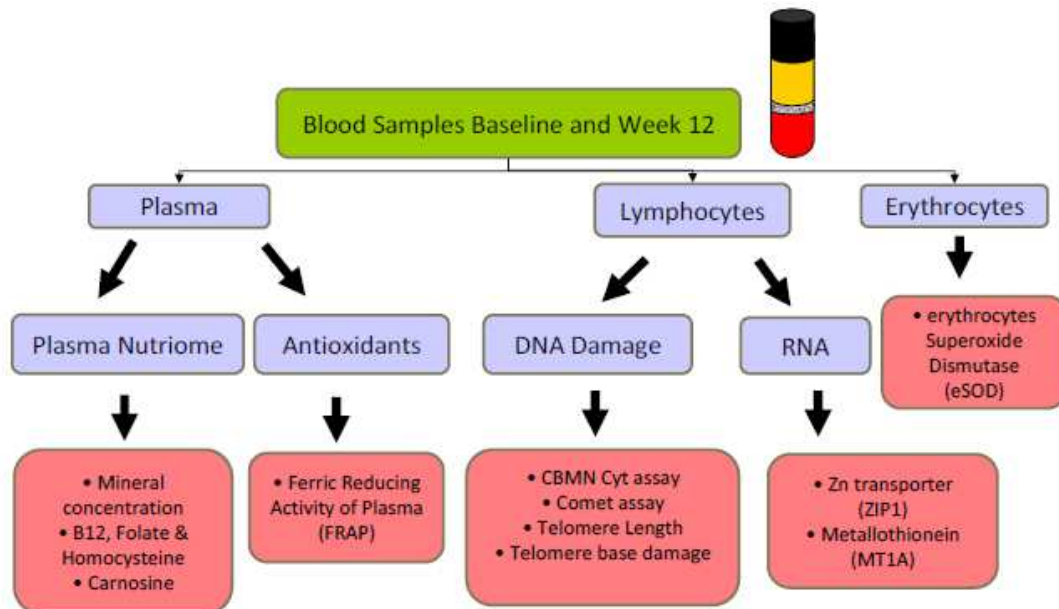 Blood Samples Baseline and Week 12
Plasma
Lymphocytes
Erythrocytes
Plasma Nutriome
Antioxidants
DNA Damage
RNA
• erythrocytes
Superoxide
Dismutase
(eSOD)
• Mineral
concentration
• B12, Folate &
Homocysteine
• Carnosine
• Ferric Reducing
Activity of Plasma
(FRAP)
• CBMN Cyt assay
• Comet assay
• Telomere Length
• Telomere base damage
• Zn transporter
(ZIP1)
• Metallothionein
(MT1A)